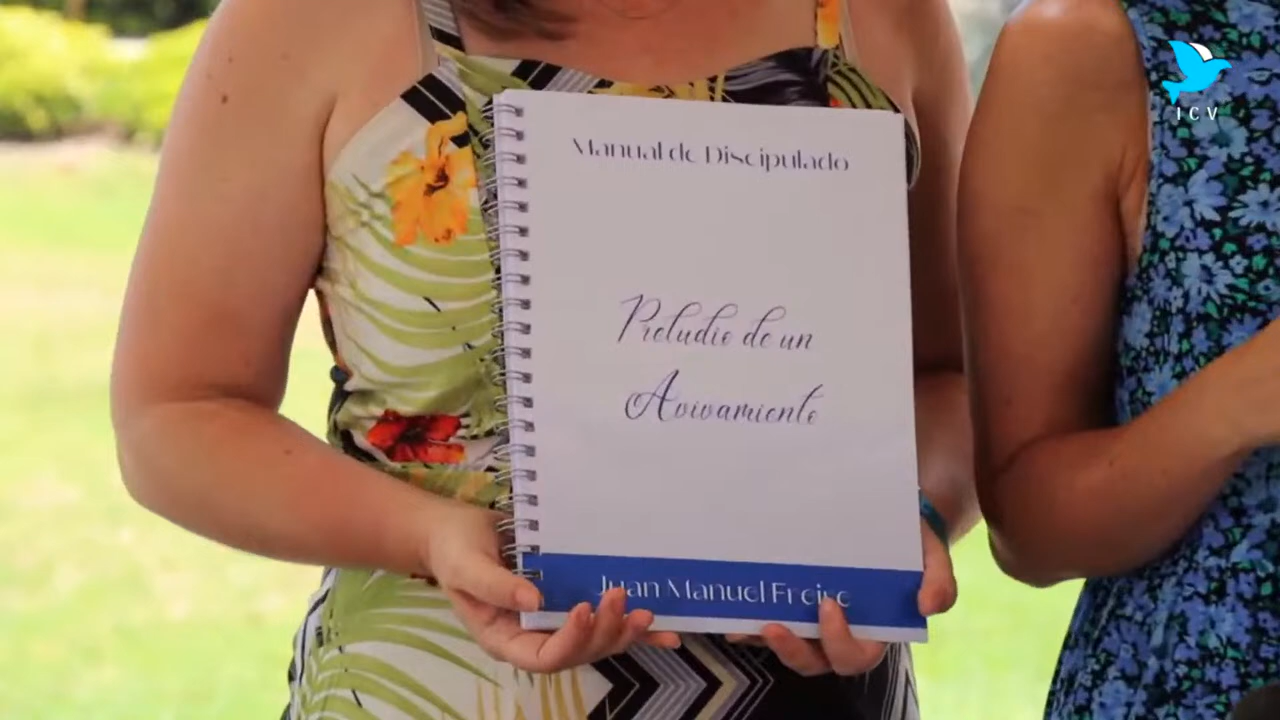 ICV
Manual de Discipulado
Preludio de un
Avivamiento
Juan Manuel Freire